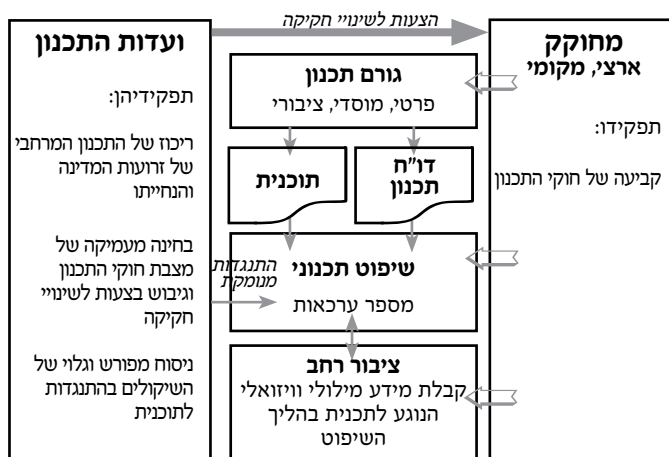 הצעות לשינויי חקיקה
מחוקק
ארצי, מקומי
תפקידו:
קביעה של חוקי התכנון
גורם תכנון
פרטי, מוסדי, ציבורי
דו"ח
תכנון
תוכנית
שיפוט תכנוני
מספר ערכאות
ציבור רחב
קבלת מידע מילולי וויזואלי
הנוגע לתכנית בהליך
השיפוט
התנגדות
מנומקת
ועדות התכנון
תפקידיהן:
ריכוז של התכנון המרחבי
של זרועות המדינה
והנחייתו
בחינה מעמיקה של
מצבת חוקי התכנון
וגיבוש בצעות לשינויי
חקיקה
ניסוח מפורש וגלוי של
השיקולים בהתנגדות
לתוכנית